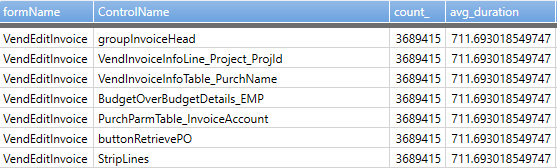 formName ControlName count_ avg_duration
VendEditInvoice groupInvoiceHead 3689415 711.693018549747
VendEditInvoice VendInvoiceInfoLine_Project_ProjId 3689415 711.693018549747
VendEditInvoice VendInvoiceInfoTable_PurchName 3689415 711.693018549747
VendEditInvoice BudgetOverBudgetDetails_EMP 3689415 711.693018549747
VendEditInvoice PurchParmTable_InvoiceAccount 3689415 711.693018549747
VendEditInvoice buttonRetrievePO 3689415 711.693018549747
VendEditInvoice StripLines 3689415 711.693018549747